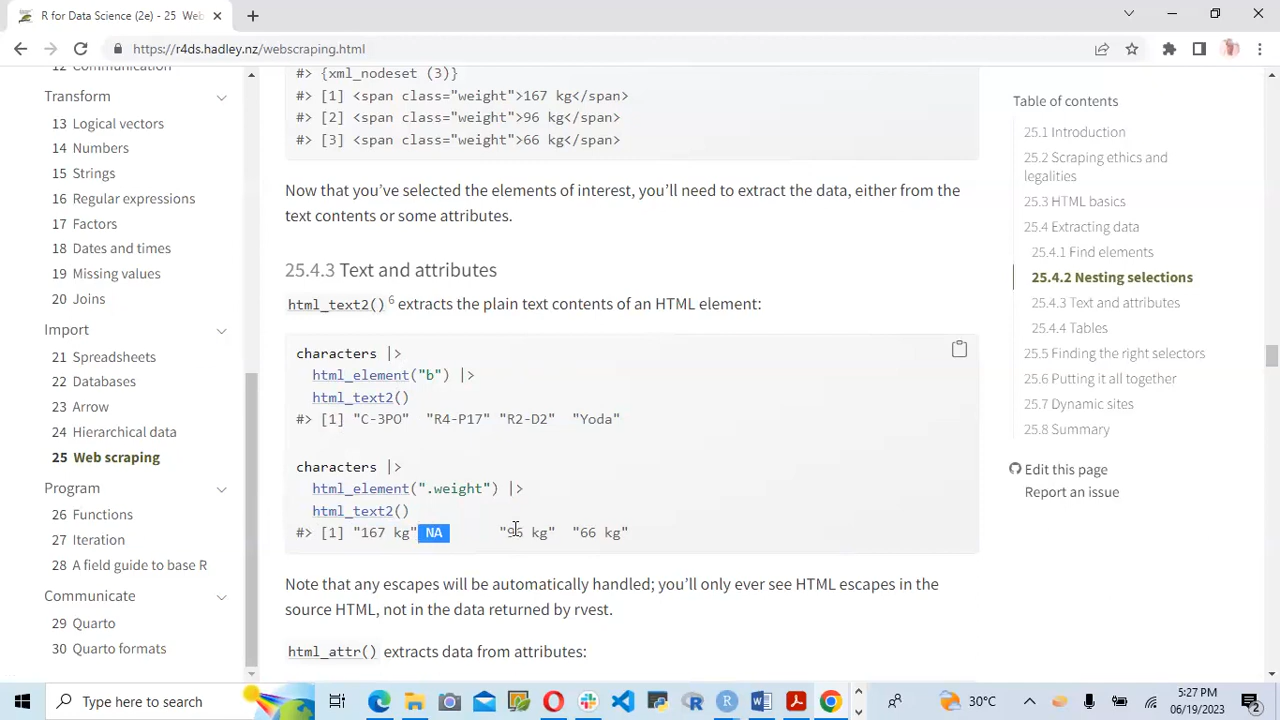 R for Data Science (2e) - 25 Web
https://r4ds.hadley.nz/webscraping.html
12 Communication
Transform
13 Logical vectors
14 Numbers
15 Strings
16 Regular expressions
17 Factors
18 Dates and times
19 Missing values
20 Joins
Import
21 Spreadsheets
22 Databases
23 Arrow
24 Hierarchical data
25 Web scraping
Program
26 Functions
27 Iteration
28 A field guide to base R
Communicate
29 Quarto
30 Quarto formats
#> {xml_nodeset (3)}
#> [1] <span class="weight">167 kg</span>
#> [2] <span class="weight">96 kg</span>
#> [3] <span class="weight">66 kg</span>
Now that you've selected the elements of interest, you'll need to extract the data, either from the
text contents or some attributes.
25.4.3 Text and attributes
html_text2() 6 extracts the plain text contents of an HTML element:
characters |>
html_element("b") |>
html_text2()
#> [1] "C-3PO" "R4-P17" "R2-D2" "Yoda"
characters |>
html_element(".weight") |>
html_text2()
#> [1] "167 kg" NA "96 kg" "66 kg"
Note that any escapes will be automatically handled; you'll only ever see HTML escapes in the
source HTML, not in the data returned by rvest.
html_attr() extracts data from attributes:
Table of contents
25.1 Introduction
25.2 Scraping ethics and
legalities
25.3 HTML basics
25.4 Extracting data
25.4.1 Find elements
25.4.2 Nesting selections
25.4.3 Text and attributes
25.4.4 Tables
25.5 Finding the right selectors
25.6 Putting it all together
25.7 Dynamic sites
25.8 Summary
Edit this page
Report an issue
Type here to search
30°C
5:27 PM
06/19/2023
2